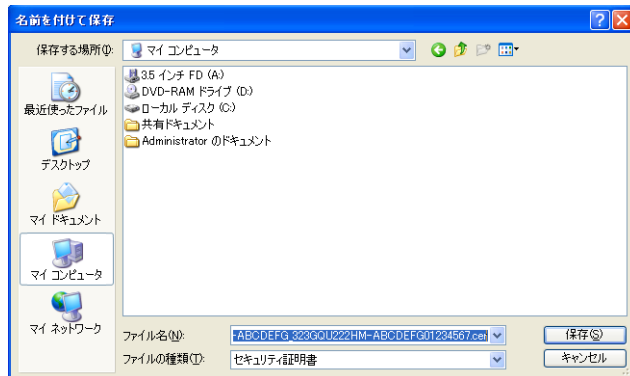 名前を付けて保存
保存する場所(I):
マイ コンピュータ
3.5 インチ FD (A:)
DVD-RAM ドライブ (D:)
ローカル ディスク (C:)
共有ドキュメント
Administrator のドキュメント
最近使ったファイル
デスクトップ
マイ ドキュメント
マイ コンピュータ
マイ ネットワーク
ファイル名(N):
-ABCDEFG_323GQU222HM-ABCDEFG01234567.cer
保存(S)
ファイルの種類(T):
セキュリティ証明書
キャンセル